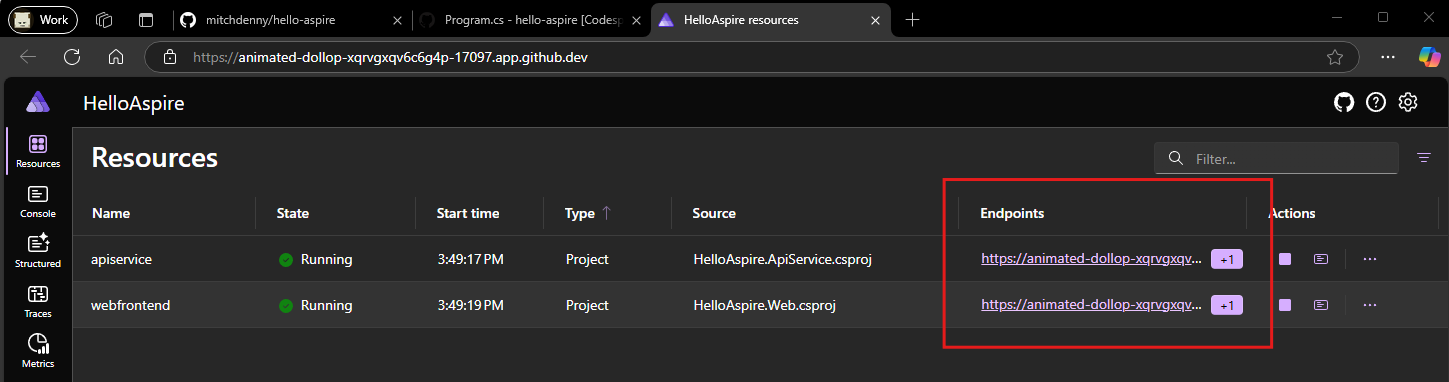 Work
mitchdenny/hello-aspire
Program.cs - hello-aspire [Codesp
HelloAspire resources
https://animated-dollop-xqrvgxqv6c6g4p-17097.app.github.dev
HelloAspire
Resources
Console
Structured
Traces
Metrics
Resources
Filter...
Name State Start time Type Source Endpoints Actions
apiservice Running 3:49:17 PM Project HelloAspire.ApiService.csproj https://animated-dollop-xqrvgxqv... +1
webfrontend Running 3:49:19 PM Project HelloAspire.Web.csproj https://animated-dollop-xqrvgxqv... +1